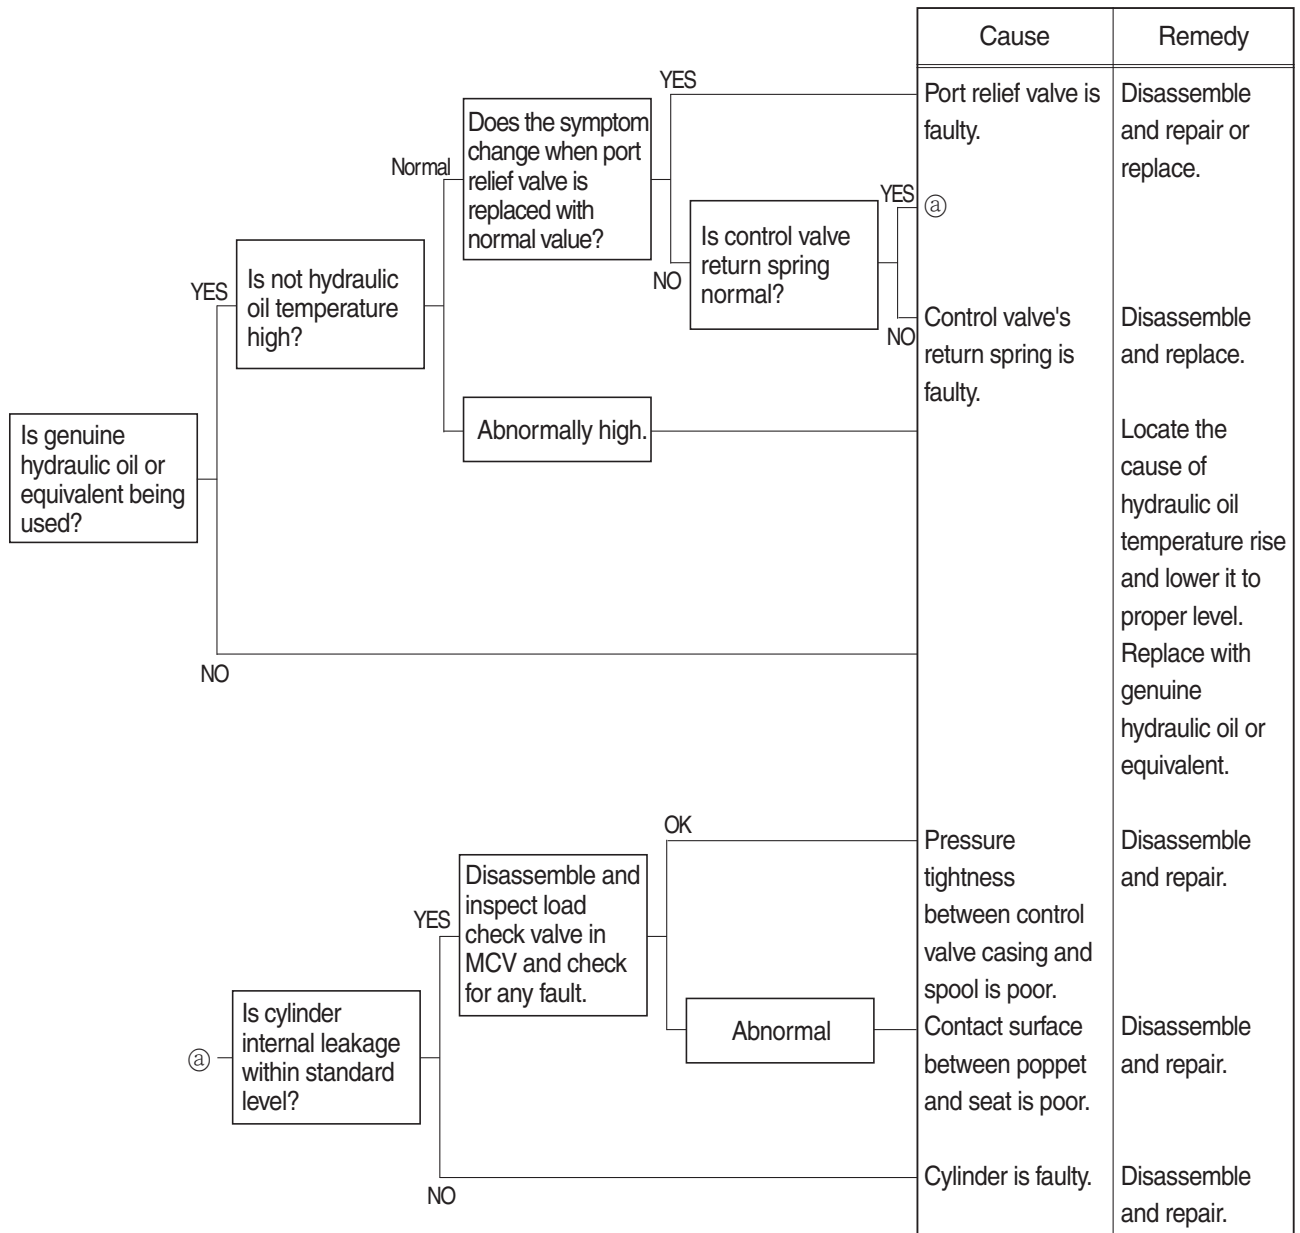 Cause
Remedy
YES
Port relief valve is
faulty.
Disassemble
and repair or
replace.
Does the symptom
change when port
relief valve is
replaced with
normal value?
Normal
YES
ⓐ
Is control valve
return spring
normal?
NO
Is not hydraulic
oil temperature
high?
YES
NO
Control valve's
return spring is
faulty.
Disassemble
and replace.
Abnormally high.
Is genuine
hydraulic oil or
equivalent being
used?
Locate the
cause of
hydraulic oil
temperature rise
and lower it to
proper level.
NO
Replace with
genuine
hydraulic oil or
equivalent.
OK
Pressure
tightness
between control
valve casing and
spool is poor.
Disassemble
and repair.
Disassemble and
inspect load
check valve in
MCV and check
for any fault.
YES
Is cylinder
internal leakage
within standard
level?
ⓐ
Abnormal
Contact surface
between poppet
and seat is poor.
Disassemble
and repair.
NO
Cylinder is faulty.
Disassemble
and repair.